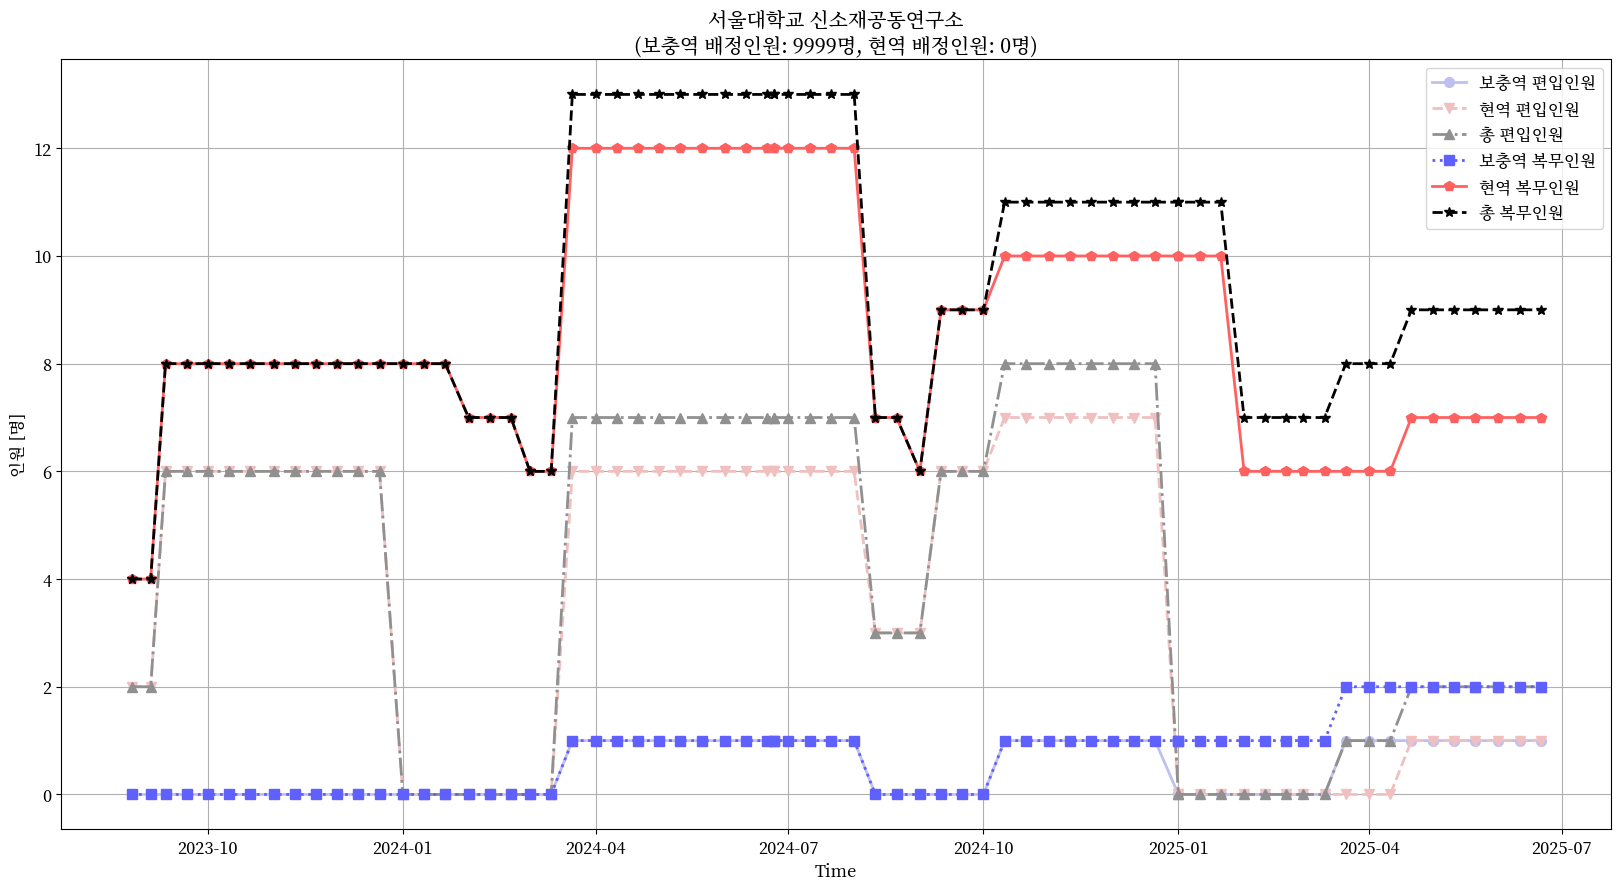 서울대학교 신소재공동연구소
(보충역 배정인원: 9999명, 현역 배정인원: 0명)
보충역 편입인원
현역 편입인원
총 편입인원
보충역 복무인원
현역 복무인원
총 복무인원
인원 [명]
12
10
8
6
4
2
0
2023-10
2024-01
2024-04
2024-07
2024-10
2025-01
2025-04
2025-07
Time